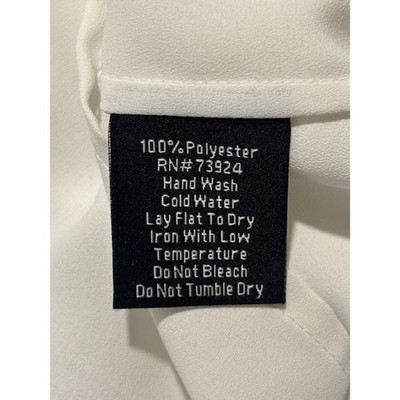 100% Polyester
RN# 73924
Hand Wash
Cold Water
Lay Flat To Dry
Iron With Low
Temperature
Do Not Bleach
Do Not Tumble Dry